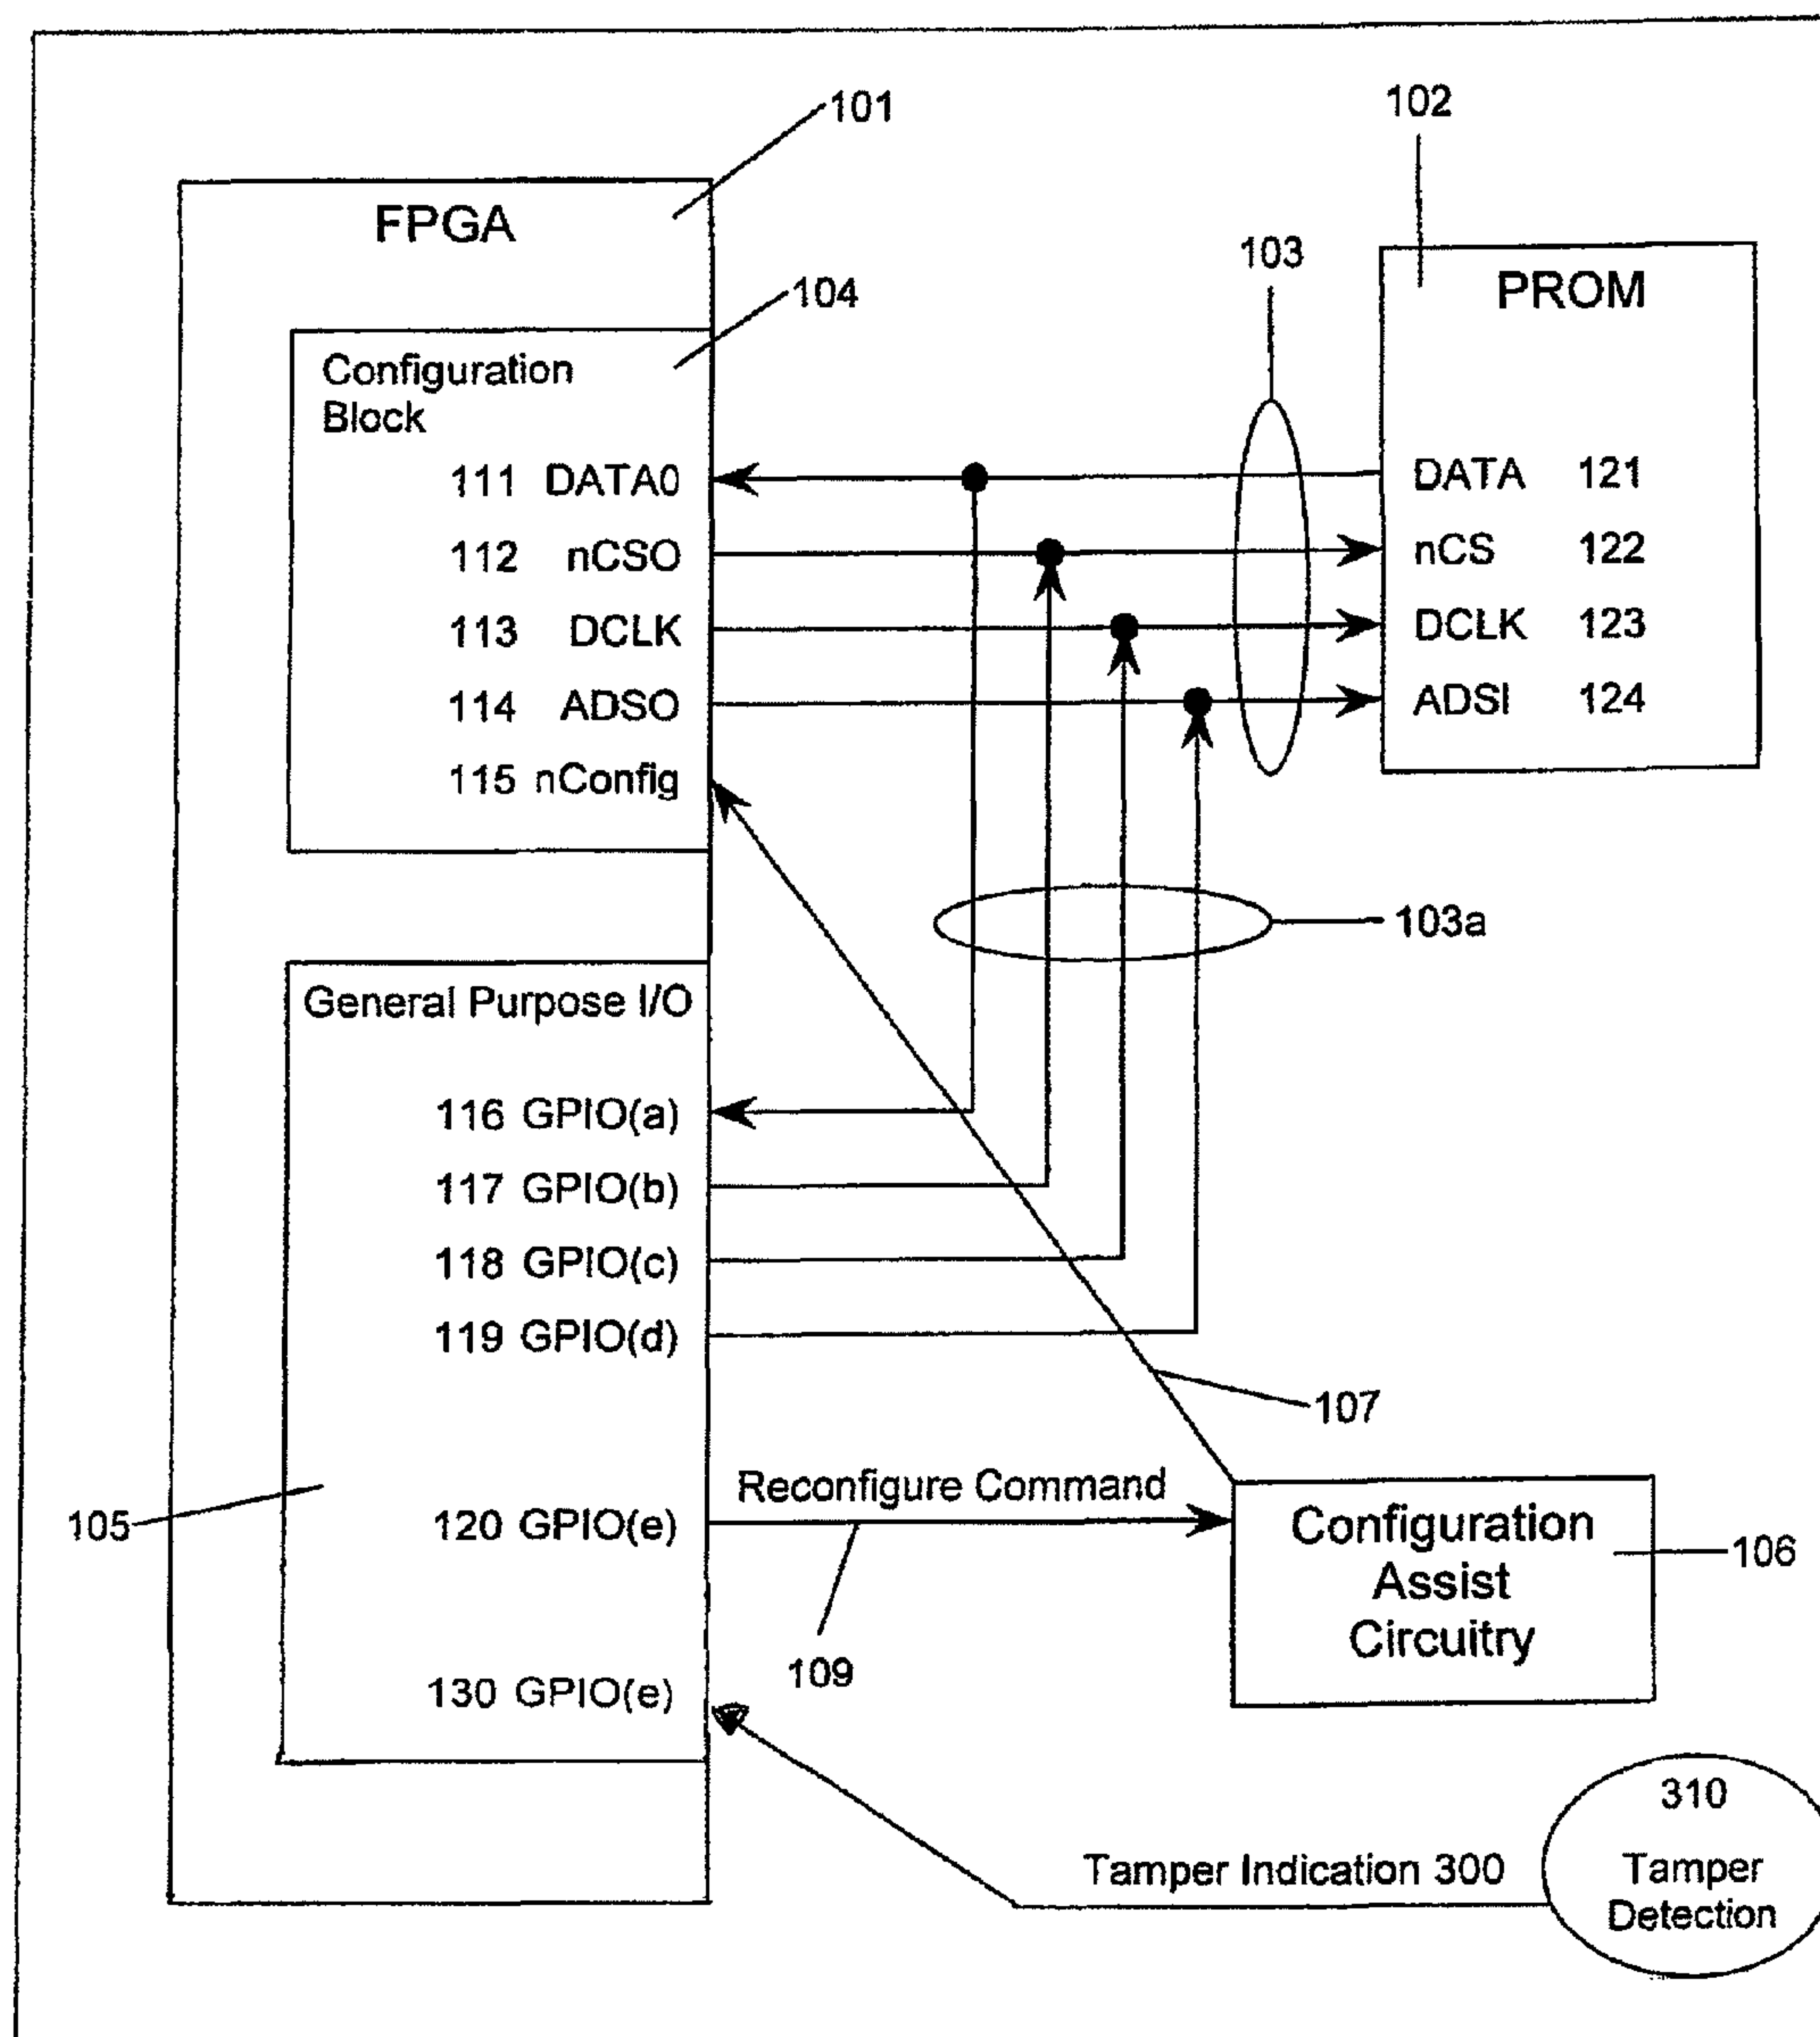 101
102
FPGA
103
PROM
104
Configuration
Block
111 DATA0
DATA 121
112 nCSO
nCS 122
113 DCLK
DCLK 123
114 ADSO
ADSI 124
115 nConfig
103a
General Purpose I/O
116 GPIO(a)
117 GPIO(b)
118 GPIO(c)
119 GPIO(d)
107
Reconfigure Command
105
120 GPIO(e)
Configuration
Assist
Circuitry
106
109
130 GPIO(e)
310
Tamper Indication 300
Tamper
Detection